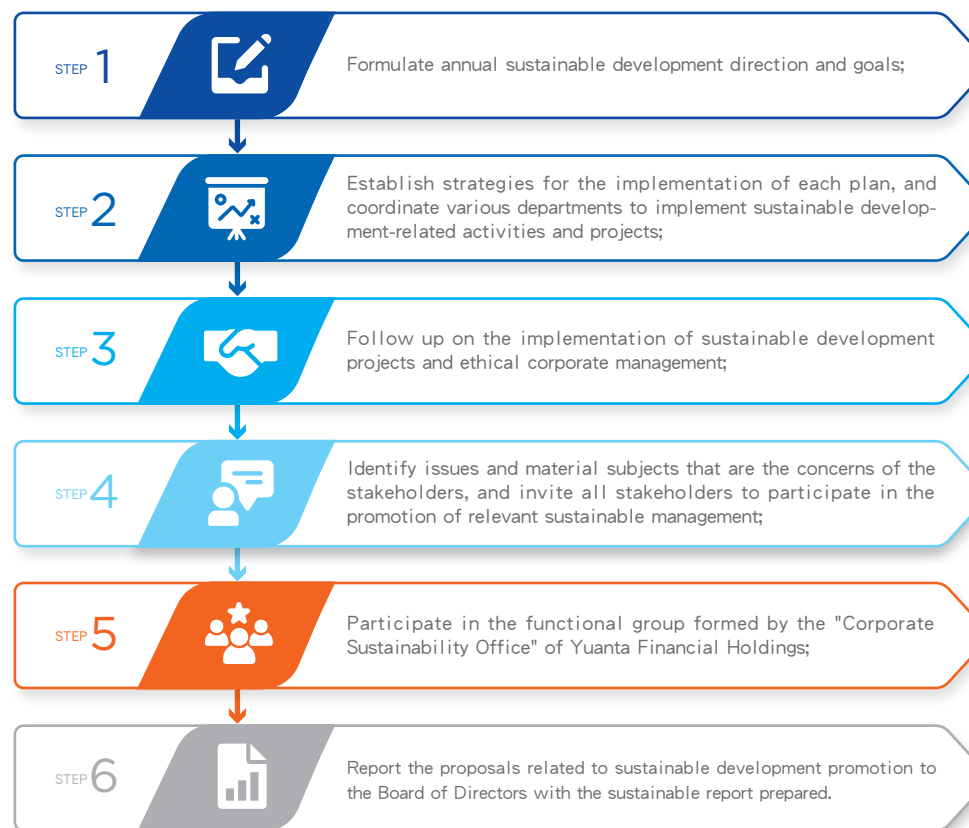 STEP 1
Formulate annual sustainable development direction and goals;
STEP 2
Establish strategies for the implementation of each plan, and
coordinate various departments to implement sustainable develop-
ment-related activities and projects;
STEP 3
Follow up on the implementation of sustainable development
projects and ethical corporate management;
STEP 4
Identify issues and material subjects that are the concerns of the
stakeholders, and invite all stakeholders to participate in the
promotion of relevant sustainable management;
STEP 5
Participate in the functional group formed by the "Corporate
Sustainability Office" of Yuanta Financial Holdings;
STEP 6
Report the proposals related to sustainable development promotion to
the Board of Directors with the sustainable report prepared.